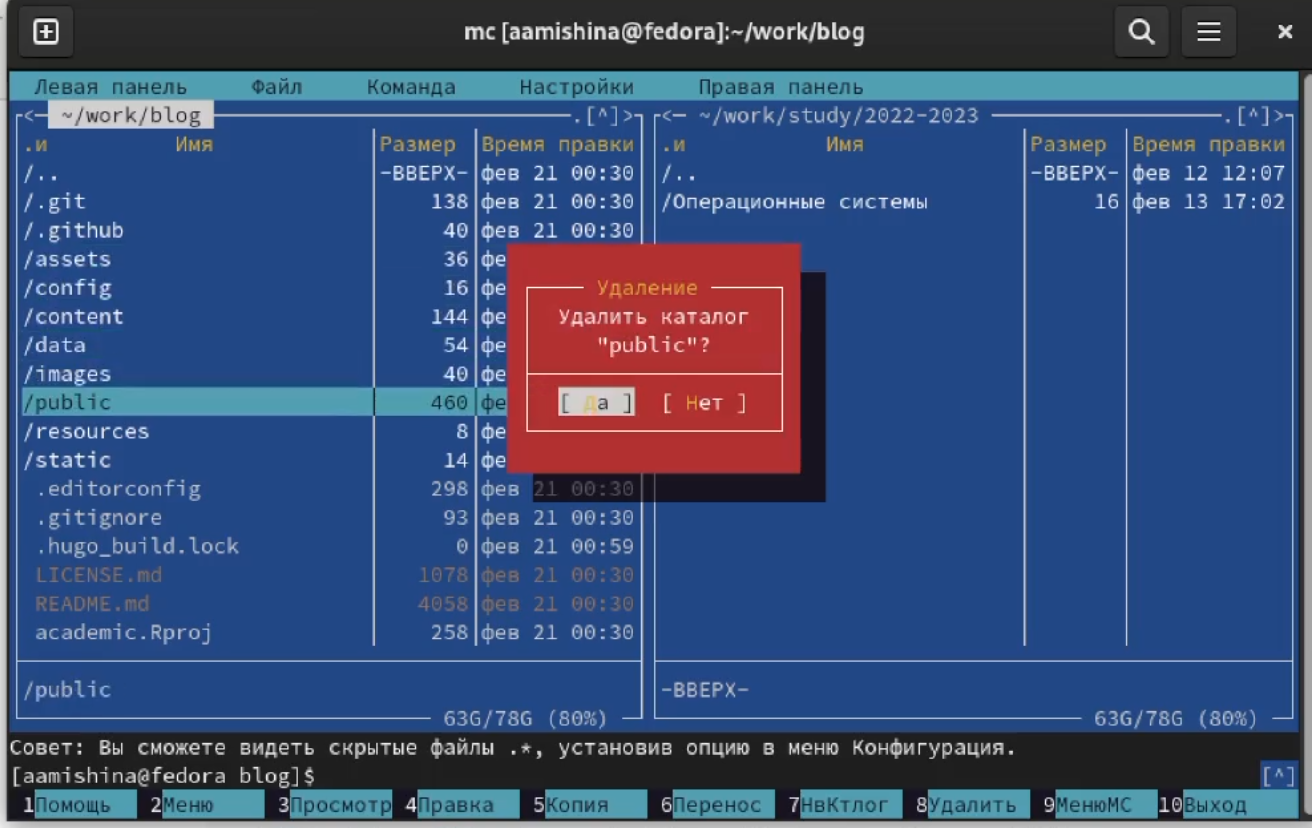 mc [aamishina@fedora]:~/work/blog
Левая панель Файл Команда Настройки Правая панель
<─ ~/work/blog .[^]> <─ ~/work/study/2022-2023 .[^]>
.и Имя Размер Время правки .и Имя Размер Время правки
/.. -ВВЕРХ- фев 21 00:30 /.. -ВВЕРХ- фев 12 12:07
/.git 138 фев 21 00:30 /Операционные системы 16 фев 13 17:02
/.github 40 фев 21 00:30
/assets 36 фе
/config 16 фе Удаление
/content 144 фе Удалить каталог
/data 54 фе "public"?
/images 40 фе
/public 460 фе [ Да ] [ Нет ]
/resources 8 фе
/static 14 фе
.editorconfig 298 фев 21 00:30
.gitignore 93 фев 21 00:30
.hugo_build.lock 0 фев 21 00:59
LICENSE.md 1078 фев 21 00:30
README.md 4058 фев 21 00:30
academic.Rproj 258 фев 21 00:30
/public -ВВЕРХ-
63G/78G (80%) 63G/78G (80%)
Совет: Вы сможете видеть скрытые файлы .*, установив опцию в меню Конфигурация.
[aamishina@fedora blog]$ [^]
1Помощь 2Меню 3Просмотр 4Правка 5Копия 6Перенос 7НвКтлог 8Удалить 9МенюМС 10Выход